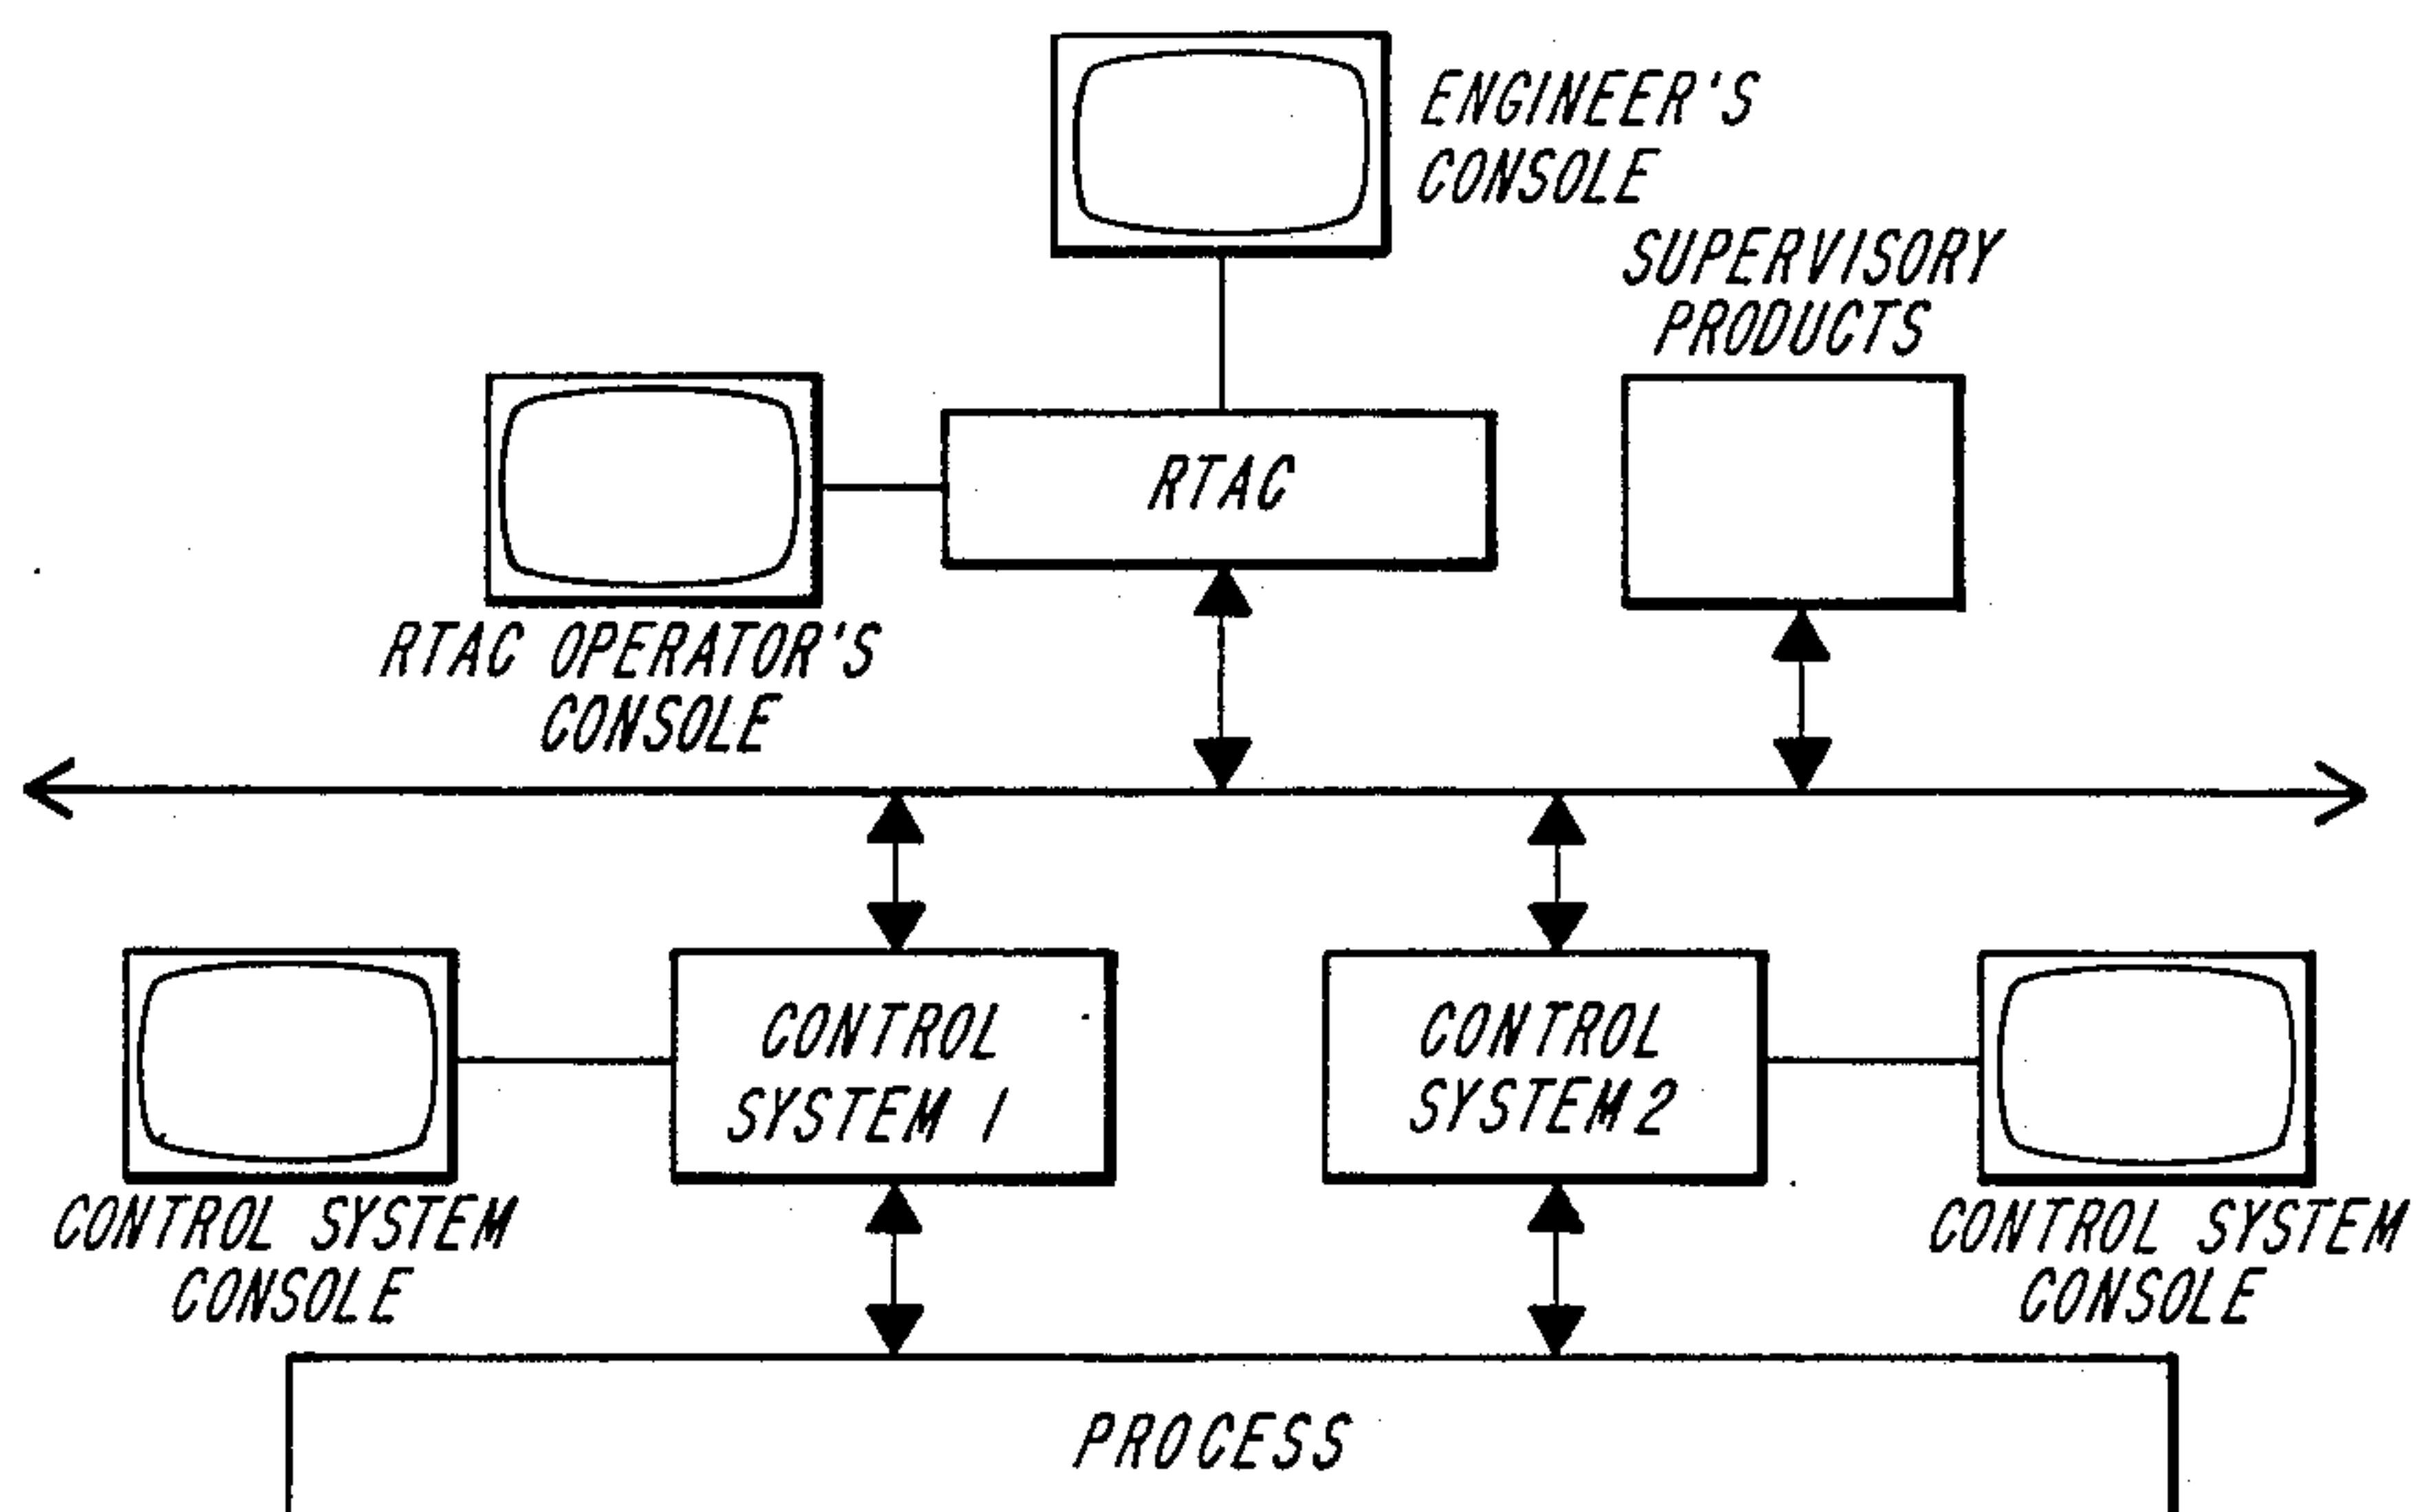 ENGINEER'S
CONSOLE
SUPERVISORY
PRODUCTS
RTAC
RTAC OPERATOR'S
CONSOLE
CONTROL
SYSTEM 1
CONTROL
SYSTEM 2
CONTROL SYSTEM
CONSOLE
CONTROL SYSTEM
CONSOLE
PROCESS